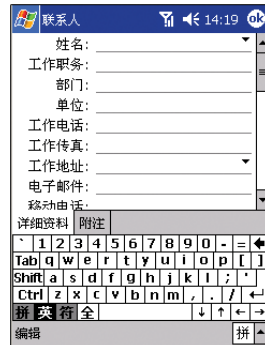 联系人 14:19 ok
姓名:
工作职务:
部门:
单位:
工作电话:
工作传真:
工作地址:
电子邮件:
移动电话:
详细资料 附注
` 1 2 3 4 5 6 7 8 9 0 - =
Tab q w e r t y u i o p [ ]
Shift a s d f g h j k l ; '
Ctrl z x c v b n m , . /
拼 英 符 全 ↓ ↑ ← →
编辑 拼